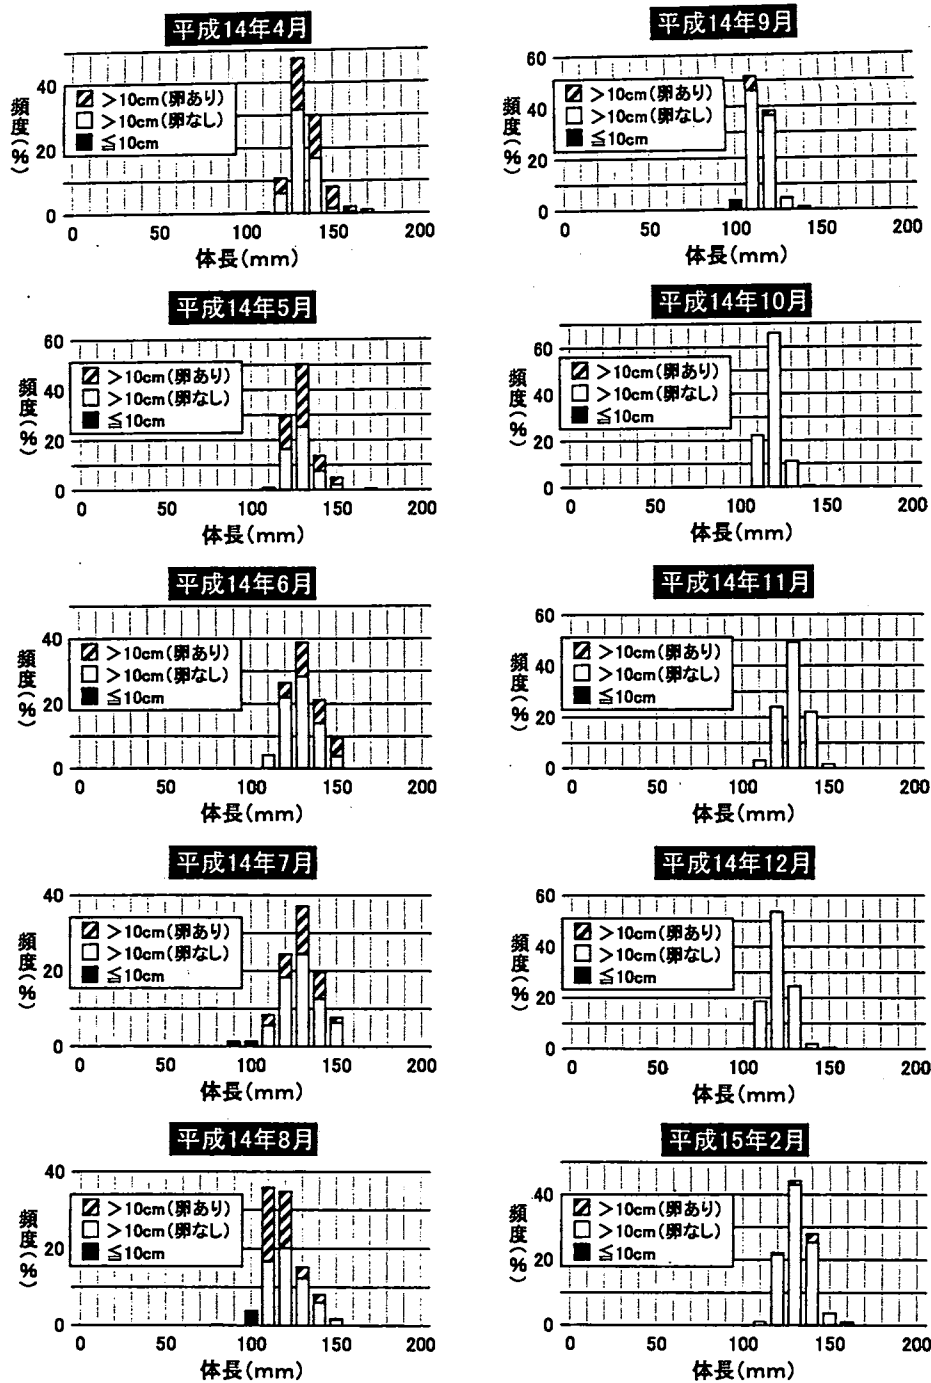 平成14年4月
頻度(%)
40
20
0
>10cm(卵あり)
>10cm(卵なし)
≦10cm
0 50 100 150 200
体長(mm)
平成14年5月
頻度(%)
60
40
20
0
>10cm(卵あり)
>10cm(卵なし)
≦10cm
0 50 100 150 200
体長(mm)
平成14年6月
頻度(%)
40
20
0
>10cm(卵あり)
>10cm(卵なし)
≦10cm
0 50 100 150 200
体長(mm)
平成14年7月
頻度(%)
40
20
0
>10cm(卵あり)
>10cm(卵なし)
≦10cm
0 50 100 150 200
体長(mm)
平成14年8月
頻度(%)
40
20
0
>10cm(卵あり)
>10cm(卵なし)
≦10cm
0 50 100 150 200
体長(mm)
平成14年9月
頻度(%)
60
40
20
0
>10cm(卵あり)
>10cm(卵なし)
≦10cm
0 50 100 150 200
体長(mm)
平成14年10月
頻度(%)
60
40
20
0
>10cm(卵あり)
>10cm(卵なし)
≦10cm
0 50 100 150 200
体長(mm)
平成14年11月
頻度(%)
60
40
20
0
>10cm(卵あり)
>10cm(卵なし)
≦10cm
0 50 100 150 200
体長(mm)
平成14年12月
頻度(%)
60
40
20
0
>10cm(卵あり)
>10cm(卵なし)
≦10cm
0 50 100 150 200
体長(mm)
平成15年2月
頻度(%)
40
20
0
>10cm(卵あり)
>10cm(卵なし)
≦10cm
0 50 100 150 200
体長(mm)